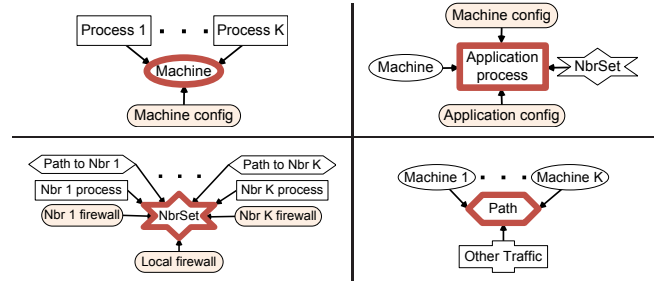 Process 1 . . . Process K
Machine
Machine config
Machine config
Machine
Application
process
NbrSet
Application config
Path to Nbr 1 . . . Path to Nbr K
Nbr 1 process
Nbr K process
Nbr 1 firewall
NbrSet
Nbr K firewall
Local firewall
Machine 1 . . . Machine K
Path
Other Traffic